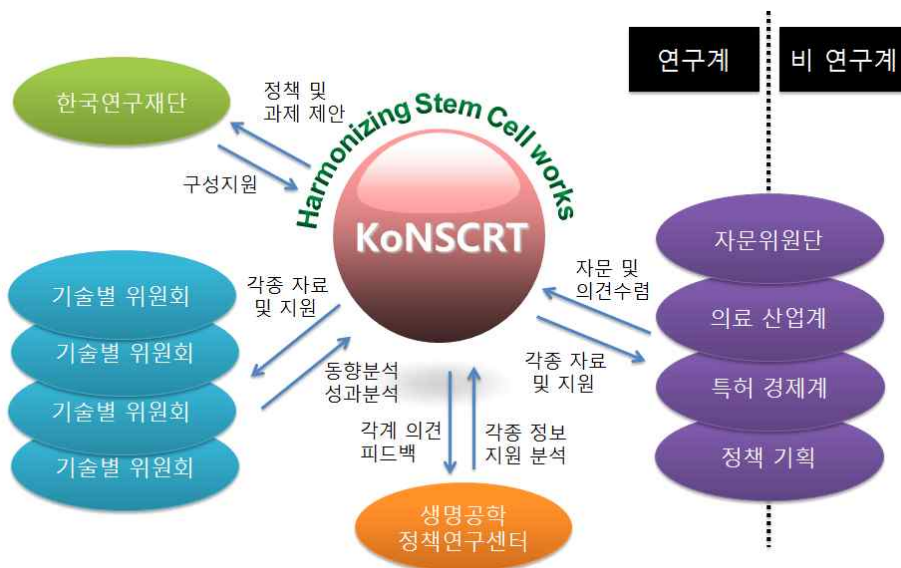 연구계
비 연구계
한국연구재단
정책 및
과제 제안
구성지원
Harmonizing Stem Cell works
KoNSCRT
기술별 위원회
기술별 위원회
기술별 위원회
기술별 위원회
각종 자료
및 지원
동향분석
성과분석
자문 및
의견수렴
각종 자료
및 지원
자문위원단
의료 산업계
특허 경제계
정책 기획
각계 의견
피드백
각종 정보
지원 분석
생명공학
정책연구센터